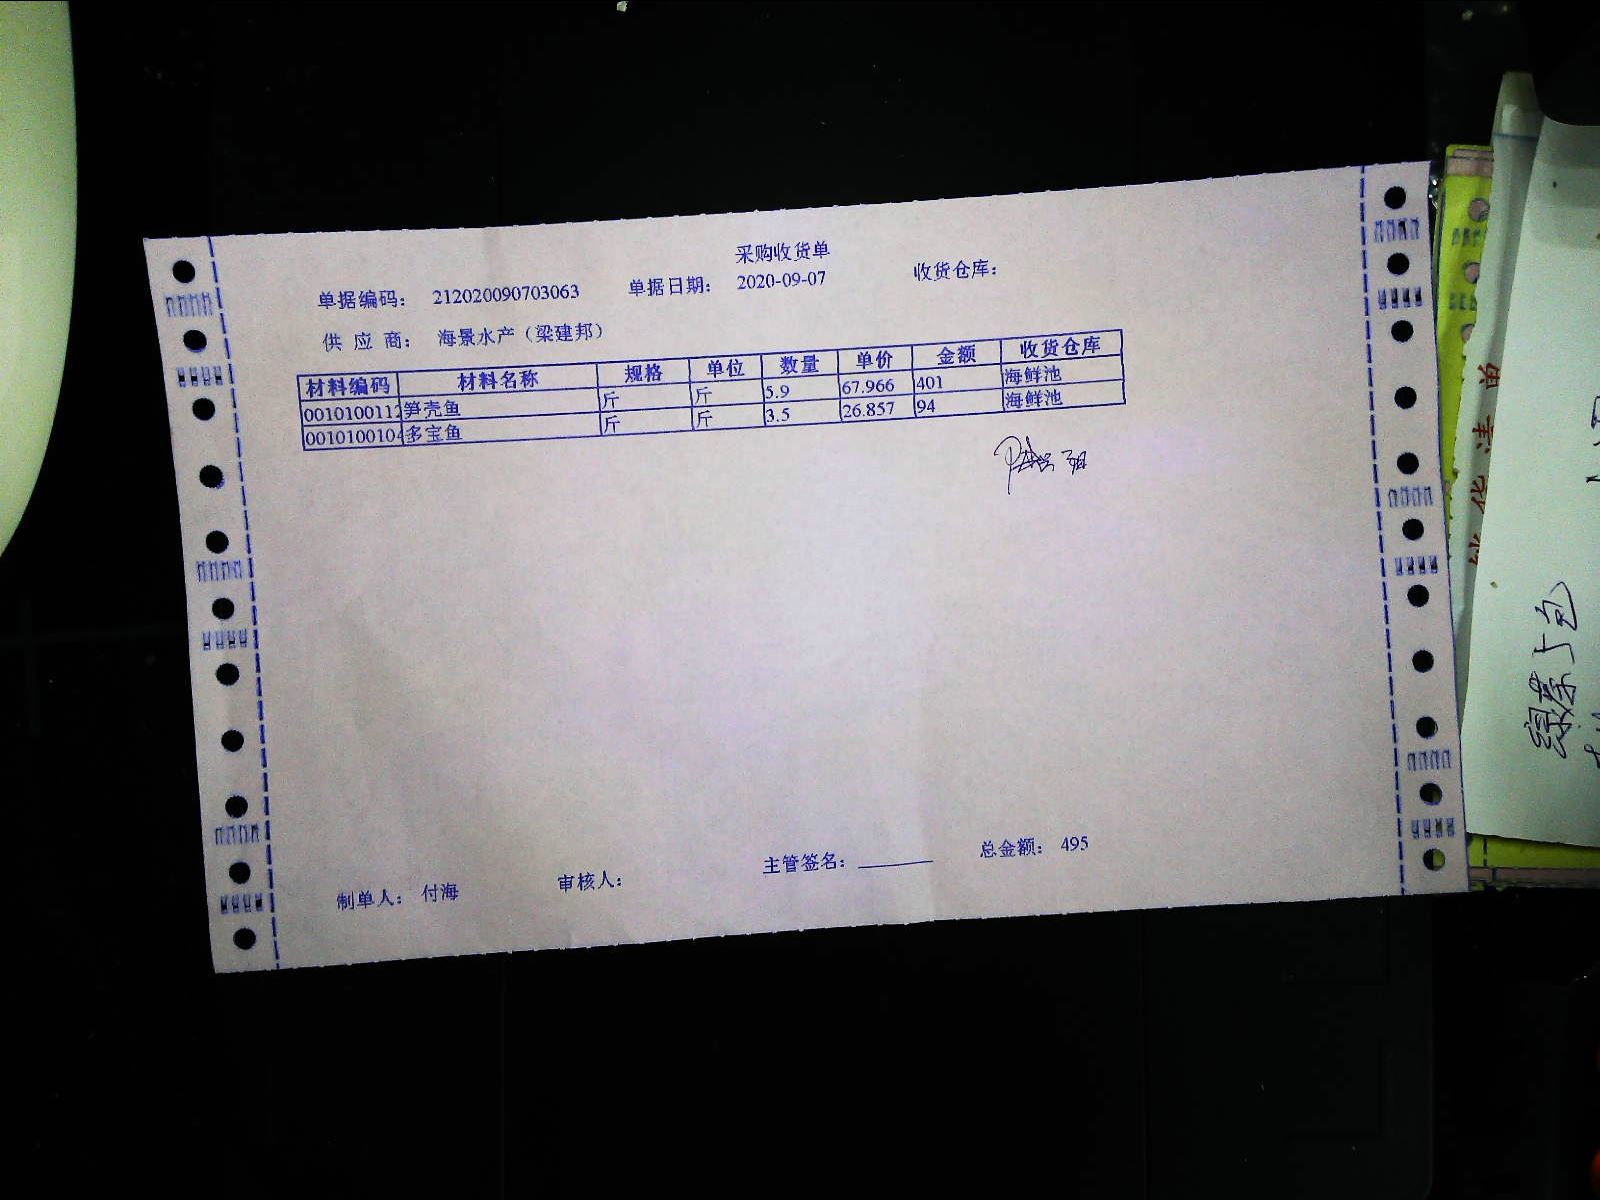 采购收货单
单据编码： 212020090703063 单据日期： 2020-09-07 收货仓库：
供 应 商： 海景水产（梁建邦）
材料编码 材料名称 规格 单位 数量 单价 金额 收货仓库
0010100112 笋壳鱼 斤 斤 5.9 67.966 401 海鲜池
0010100104 多宝鱼 斤 斤 3.5 26.857 94 海鲜池
制单人： 付海 审核人： 主管签名： 总金额： 495
绿茶5包